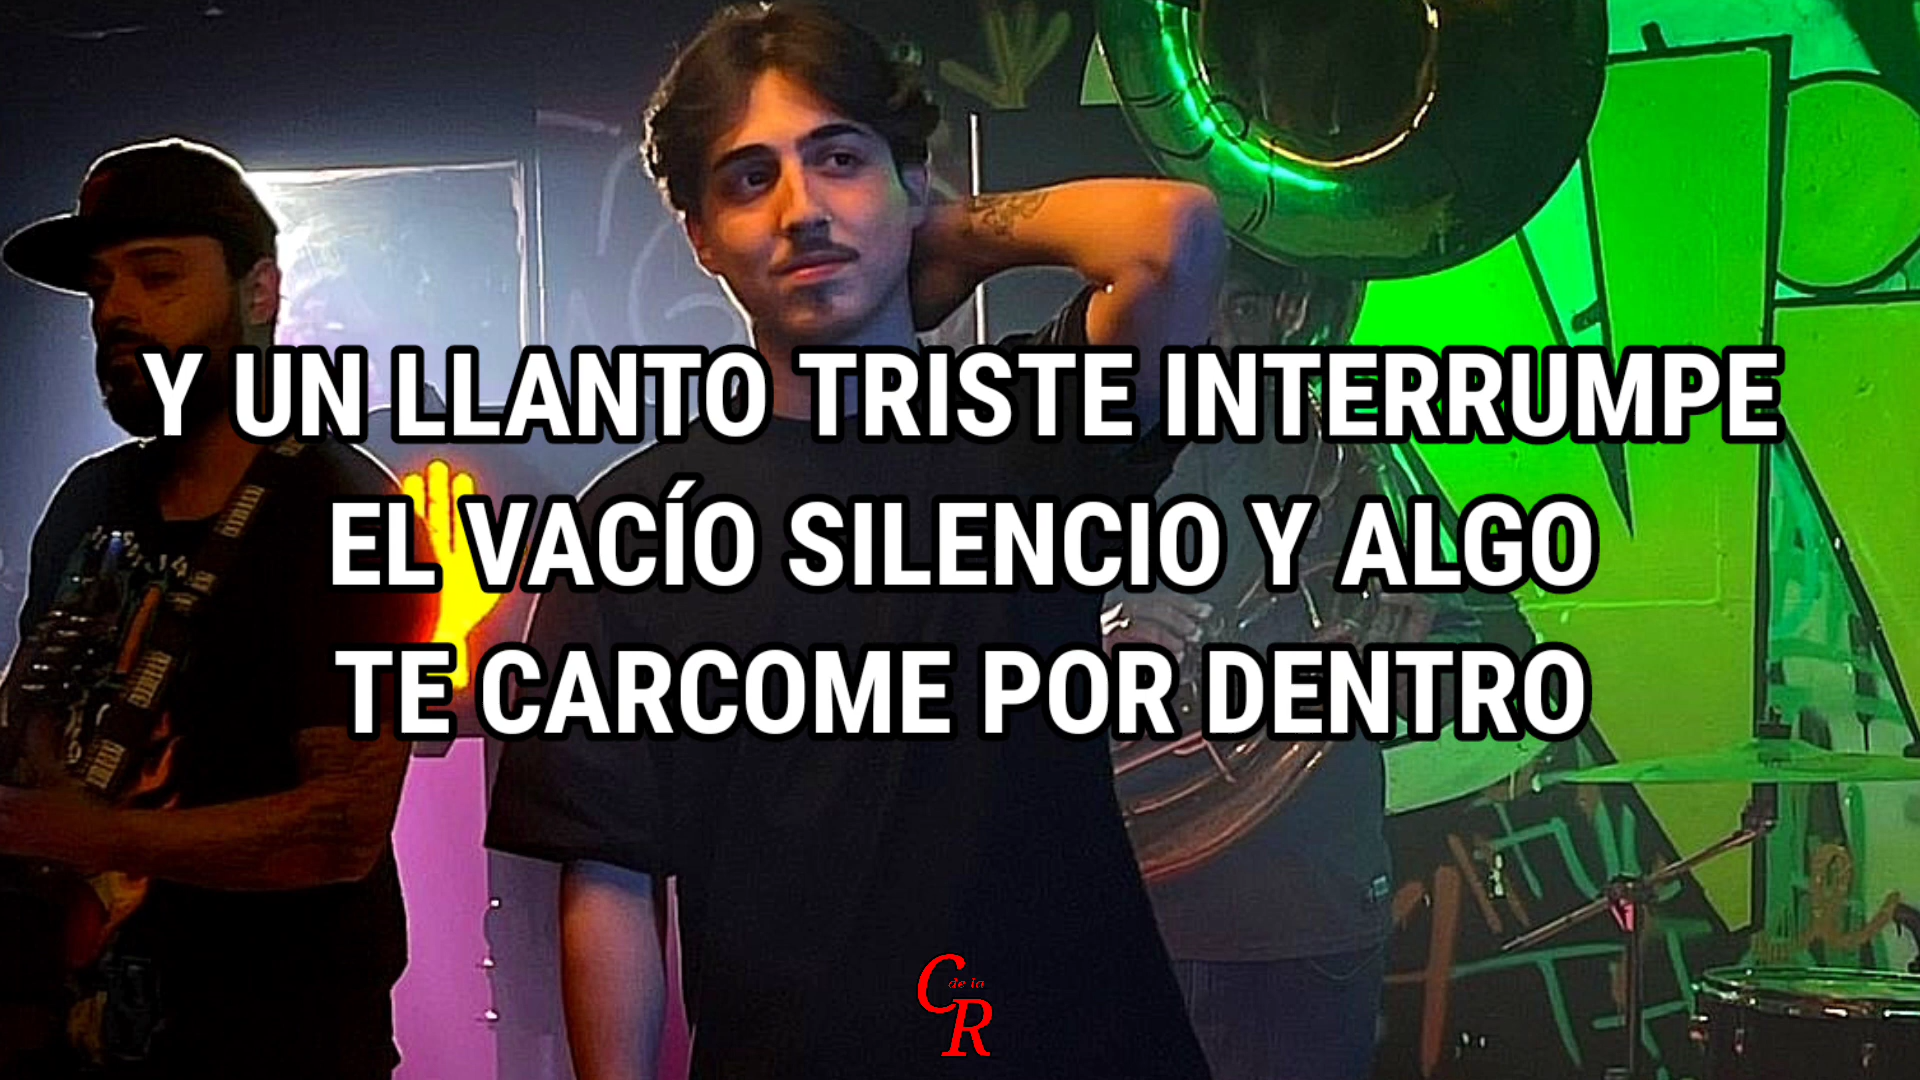 Y UN LLANTO TRISTE INTERRUMPE
EL VACÍO SILENCIO Y ALGO
TE CARCOME POR DENTRO
C de la R